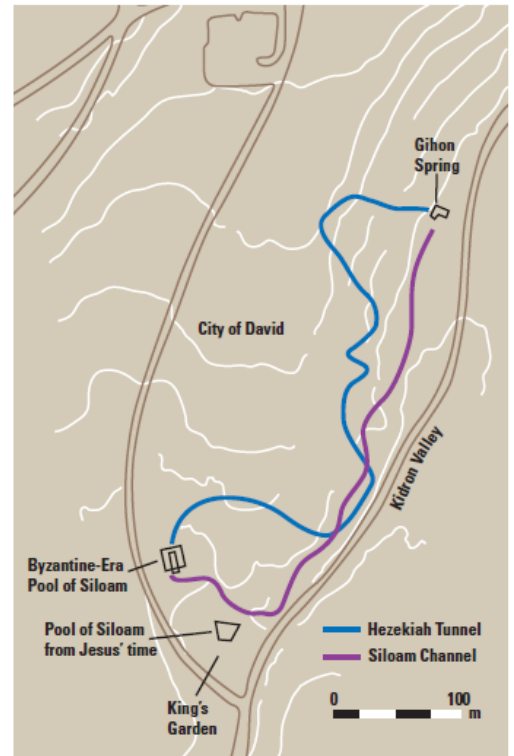 Gihon
Spring
City of David
Kidron Valley
Byzantine-Era
Pool of Siloam
Pool of Siloam
from Jesus' time
King's
Garden
Hezekiah Tunnel
Siloam Channel
0 100
m